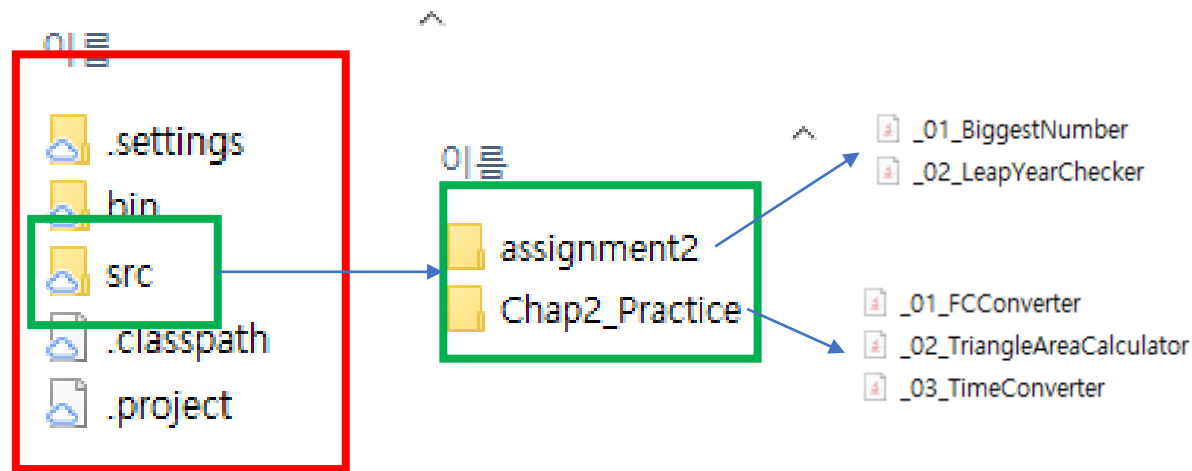 이름
.settings
bin
src
.classpath
.project
이름
assignment2
Chap2_Practice
_01_BiggestNumber
_02_LeapYearChecker
_01_FCConverter
_02_TriangleAreaCalculator
_03_TimeConverter